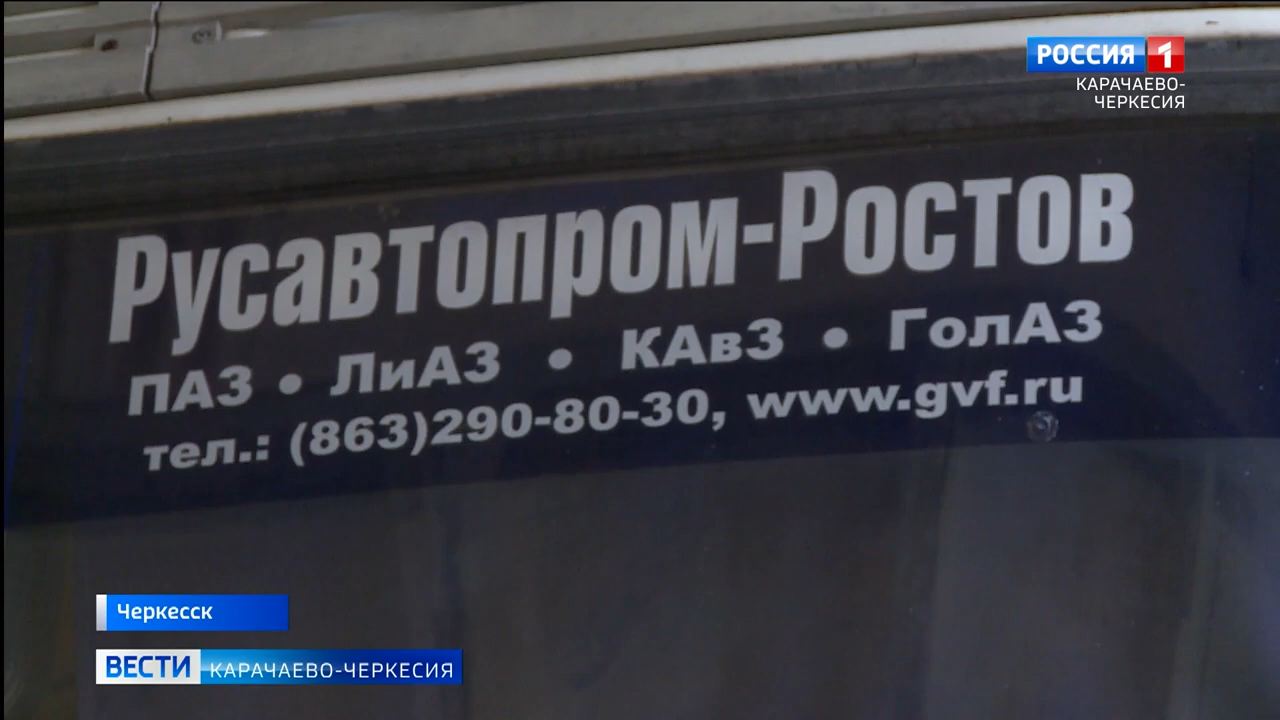 РОССИЯ 1
КАРАЧАЕВО-
ЧЕРКЕСИЯ
Русавтопром-Ростов
ПАЗ • ЛиАЗ • КАвЗ • ГолАЗ
тел.: (863)290-80-30, www.gvf.ru
Черкесск
ВЕСТИ КАРАЧАЕВО-ЧЕРКЕСИЯ